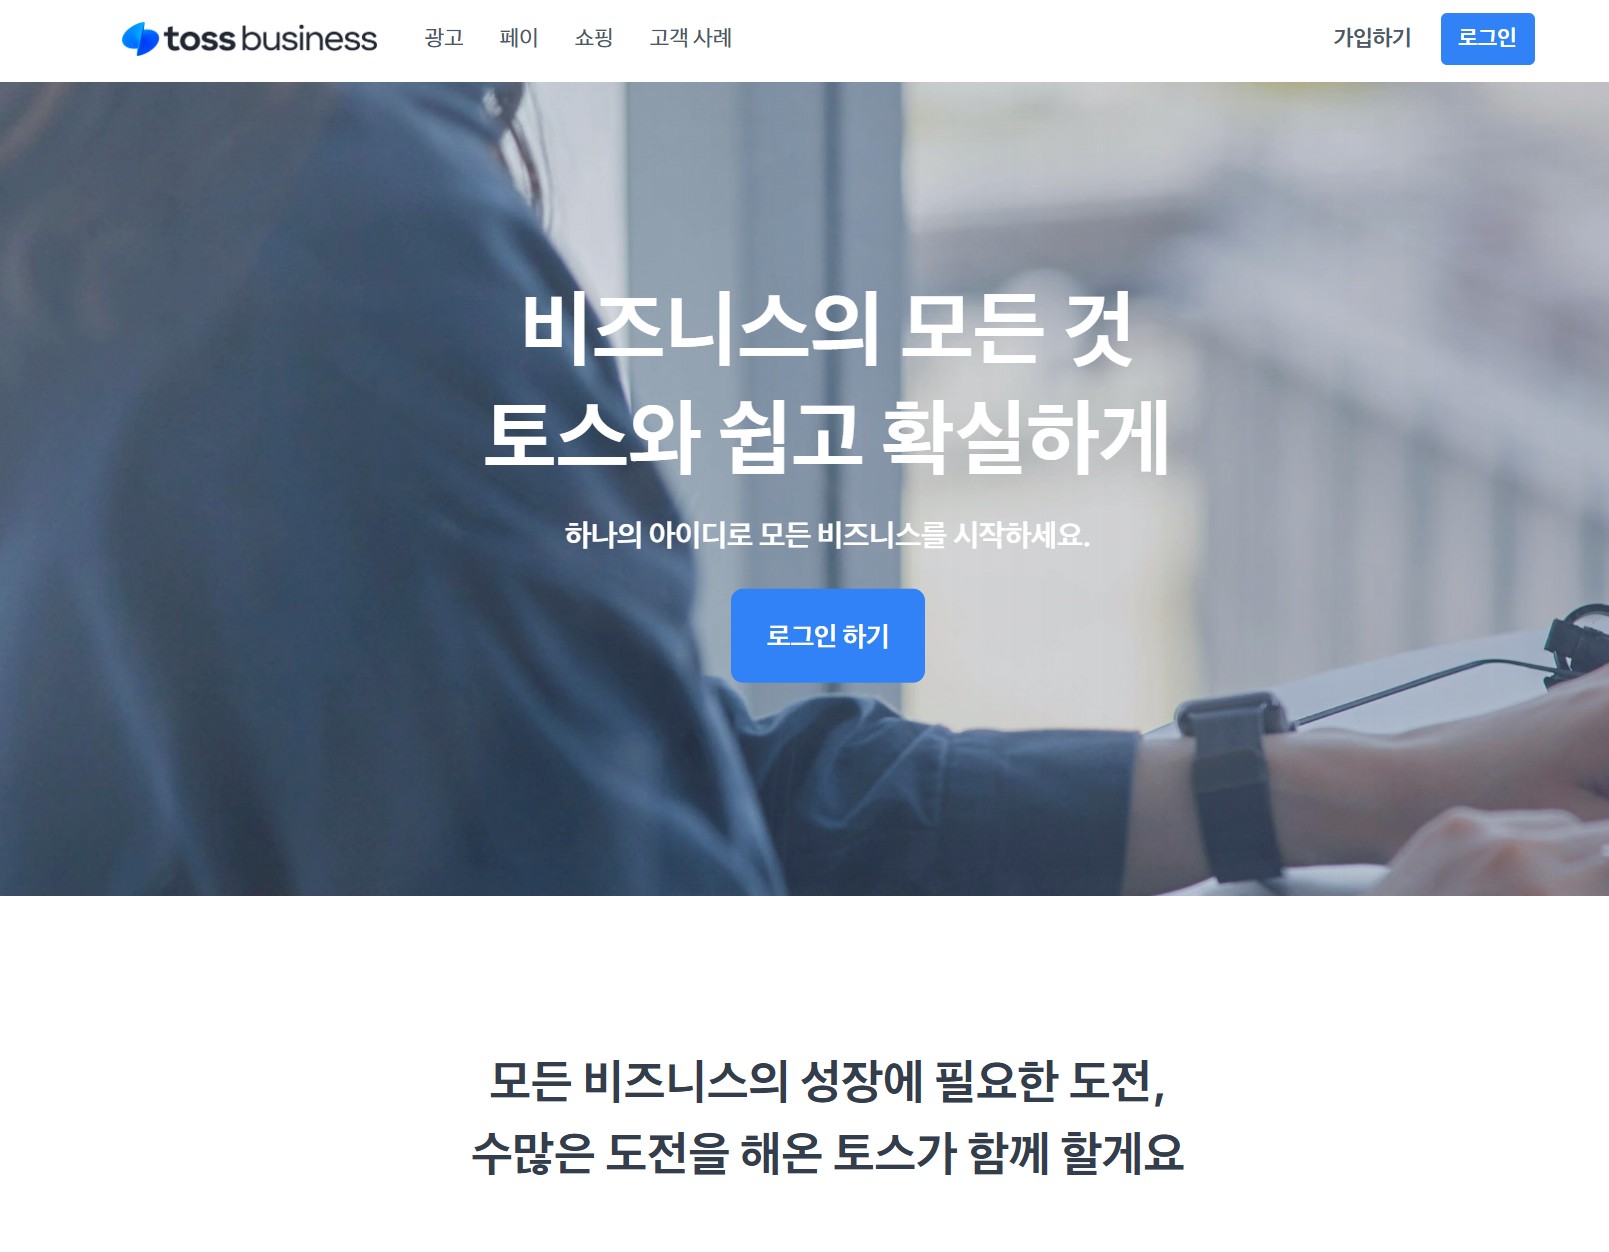 toss business
광고
페이
쇼핑
고객 사례
가입하기
로그인
비즈니스의 모든 것
토스와 쉽고 확실하게
하나의 아이디로 모든 비즈니스를 시작하세요.
로그인 하기
모든 비즈니스의 성장에 필요한 도전,
수많은 도전을 해온 토스가 함께 할게요